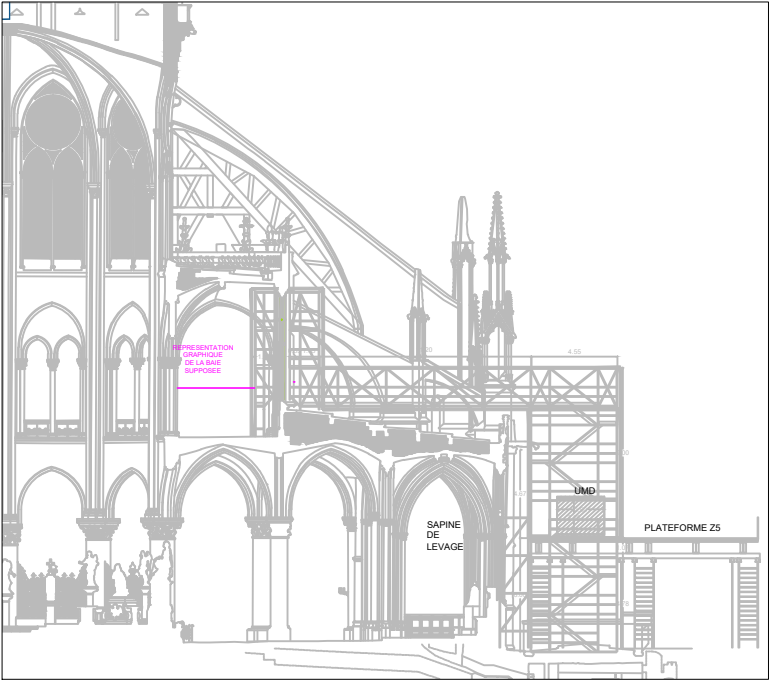 REPRESENTATION
GRAPHIQUE
DE LA BAIE
SUPPOSEE
4.55
UMD
SAPINE
DE
LEVAGE
PLATEFORME Z5